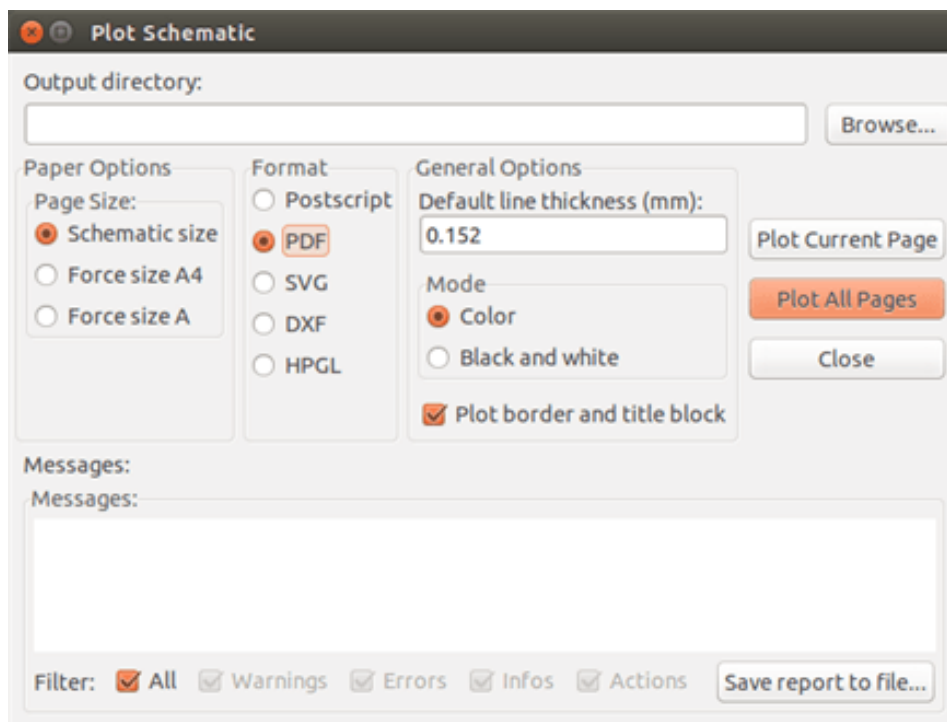 Plot Schematic
Output directory:
Browse...
Paper Options
Page Size:
Schematic size
Force size A4
Force size A
Format
Postscript
PDF
SVG
DXF
HPGL
General Options
Default line thickness (mm):
0.152
Mode
Color
Black and white
Plot border and title block
Plot Current Page
Plot All Pages
Close
Messages:
Messages:
Filter: All Warnings Errors Infos Actions Save report to file...